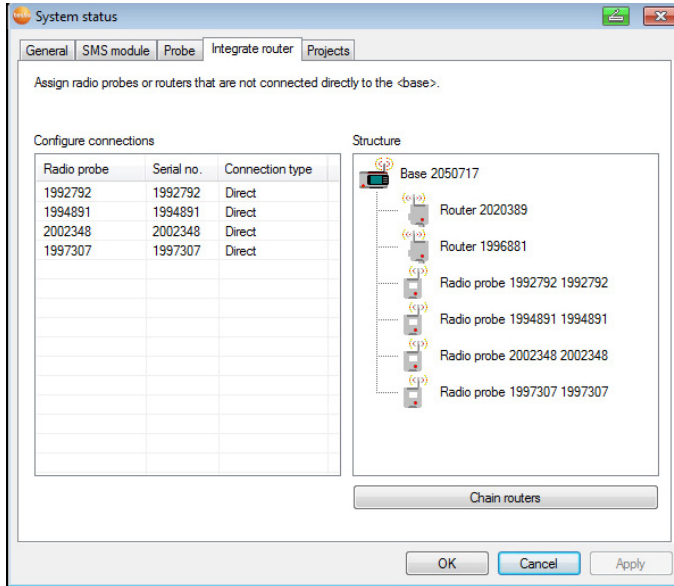 System status
General SMS module Probe Integrate router Projects
Assign radio probes or routers that are not connected directly to the <base>.
Configure connections
Radio probe Serial no. Connection type
1992792 1992792 Direct
1994891 1994891 Direct
2002348 2002348 Direct
1997307 1997307 Direct
Structure
Base 2050717
Router 2020389
Router 1996881
Radio probe 1992792 1992792
Radio probe 1994891 1994891
Radio probe 2002348 2002348
Radio probe 1997307 1997307
Chain routers
OK Cancel Apply